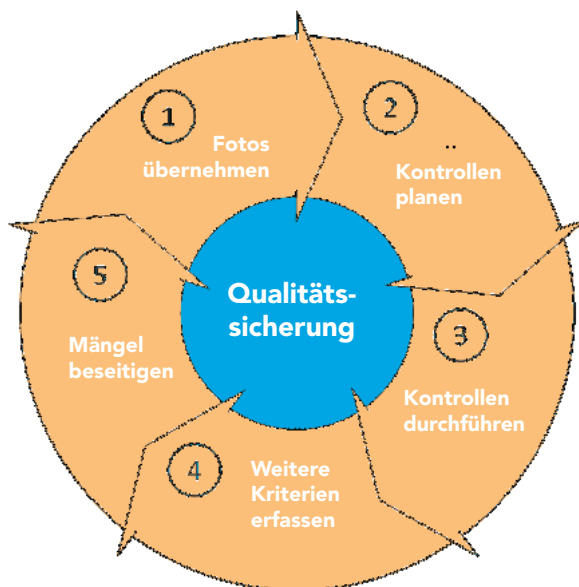 1
Fotos
übernehmen
2
..
Kontrollen
planen
3
Kontrollen
durchführen
4
Weitere
Kriterien
erfassen
5
Mängel
beseitigen
Qualitäts-
sicherung